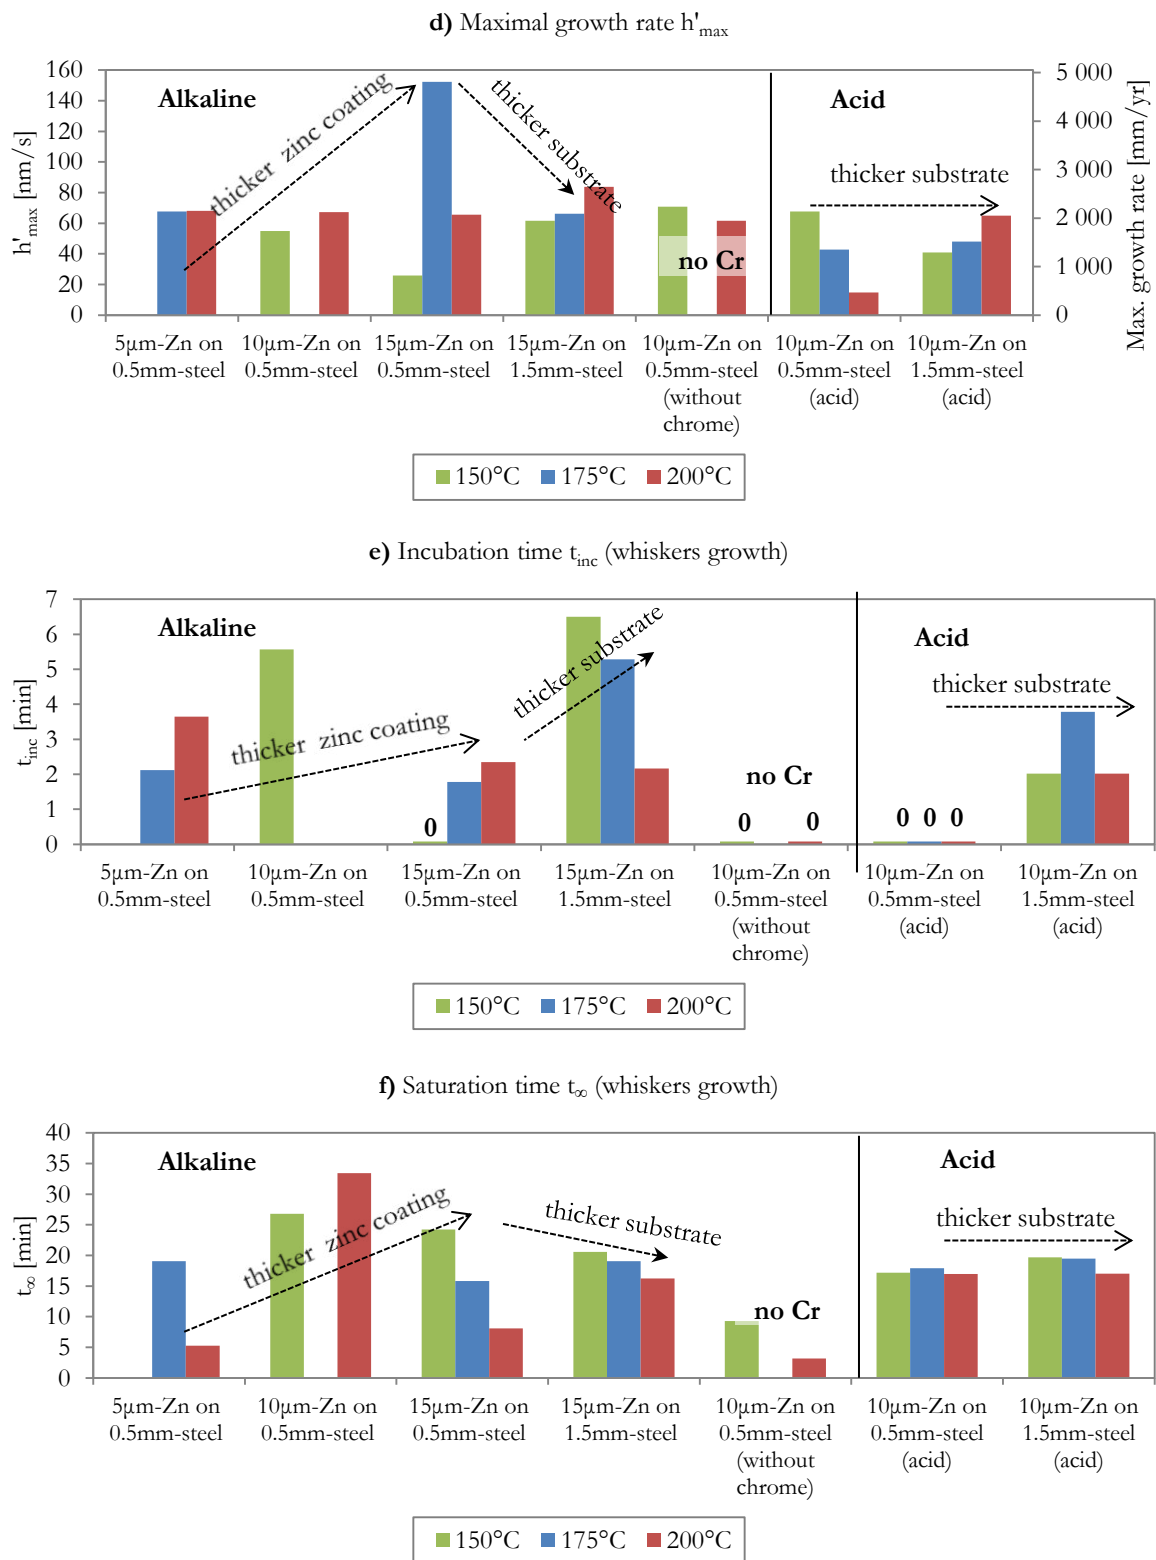 d) Maximal growth rate h'max
h'max [nm/s]
160
140
120
100
80
60
40
20
0
Alkaline
thicker zinc coating
thicker substrate
no Cr
Acid
thicker substrate
5 000
4 000
3 000
2 000
1 000
0
Max. growth rate [mm/yr]
5µm-Zn on 10µm-Zn on 15µm-Zn on 15µm-Zn on 10µm-Zn on 10µm-Zn on 10µm-Zn on
0.5mm-steel 0.5mm-steel 0.5mm-steel 1.5mm-steel 0.5mm-steel 0.5mm-steel 1.5mm-steel
(without (acid) (acid)
chrome)
150°C 175°C 200°C
e) Incubation time tinc (whiskers growth)
tinc [min]
7
6
5
4
3
2
1
0
Alkaline
thicker zinc coating
thicker substrate
no Cr
Acid
thicker substrate
0 0 0 0 0 0
5µm-Zn on 10µm-Zn on 15µm-Zn on 15µm-Zn on 10µm-Zn on 10µm-Zn on 10µm-Zn on
0.5mm-steel 0.5mm-steel 0.5mm-steel 1.5mm-steel 0.5mm-steel 0.5mm-steel 1.5mm-steel
(without (acid) (acid)
chrome)
150°C 175°C 200°C
f) Saturation time t∞ (whiskers growth)
t∞ [min]
40
35
30
25
20
15
10
5
0
Alkaline
thicker zinc coating
thicker substrate
no Cr
Acid
thicker substrate
5µm-Zn on 10µm-Zn on 15µm-Zn on 15µm-Zn on 10µm-Zn on 10µm-Zn on 10µm-Zn on
0.5mm-steel 0.5mm-steel 0.5mm-steel 1.5mm-steel 0.5mm-steel 0.5mm-steel 1.5mm-steel
(without (acid) (acid)
chrome)
150°C 175°C 200°C